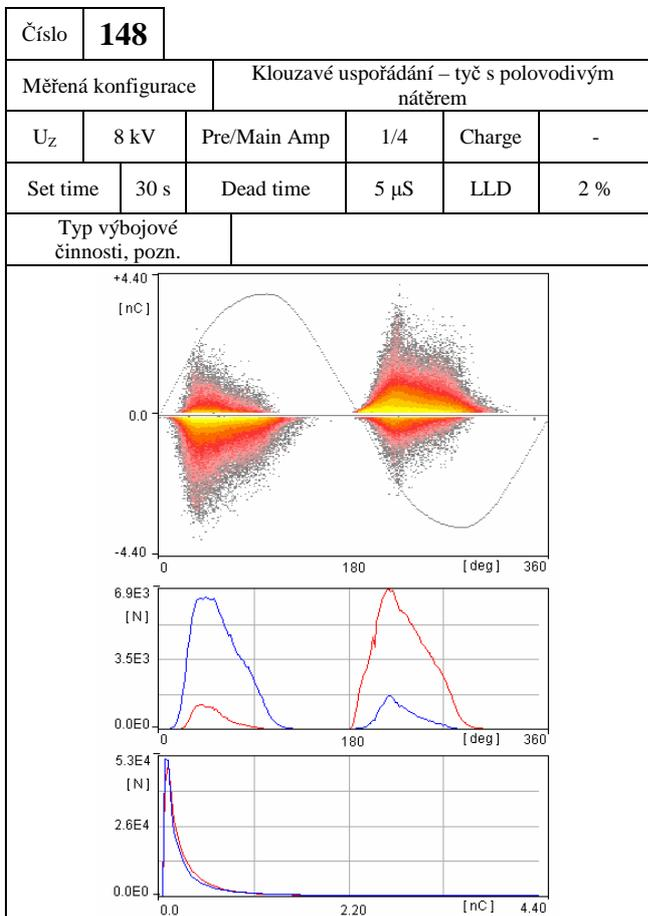 Číslo 148
Měřená konfigurace Klouzavé uspořádání – tyč s polovodivým
nátěrem
UZ 8 kV Pre/Main Amp 1/4 Charge -
Set time 30 s Dead time 5 μS LLD 2 %
Typ výbojové
činnosti, pozn.
+4.40
[nC]
0.0
-4.40
0 180 [deg] 360
6.9E3
[N]
3.5E3
0.0E0
0 180 [deg] 360
5.3E4
[N]
2.6E4
0.0E0
0.0 2.20 [nC] 4.40